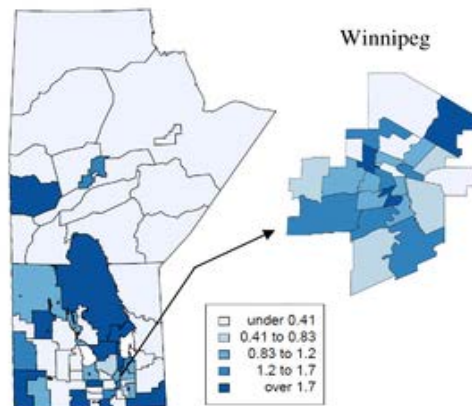 Winnipeg
under 0.41
0.41 to 0.83
0.83 to 1.2
1.2 to 1.7
over 1.7